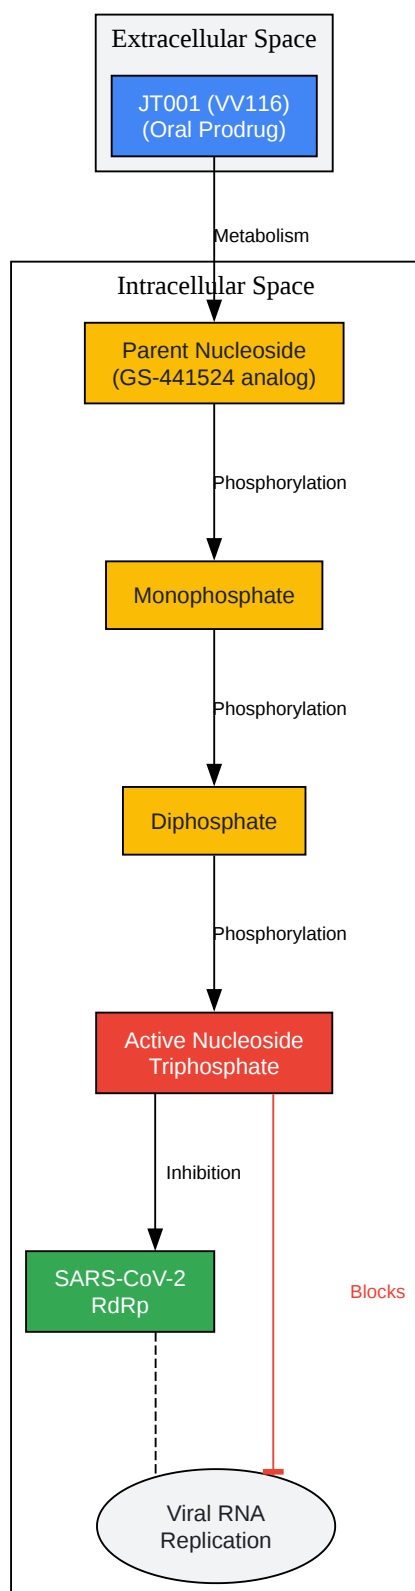 Extracellular Space
JT001 (VV116)
(Oral Prodrug)
Metabolism
Intracellular Space
Parent Nucleoside
(GS-441524 analog)
Phosphorylation
Monophosphate
Phosphorylation
Diphosphate
Phosphorylation
Active Nucleoside
Triphosphate
Inhibition
SARS-CoV-2
RdRp
Blocks
Viral RNA
Replication